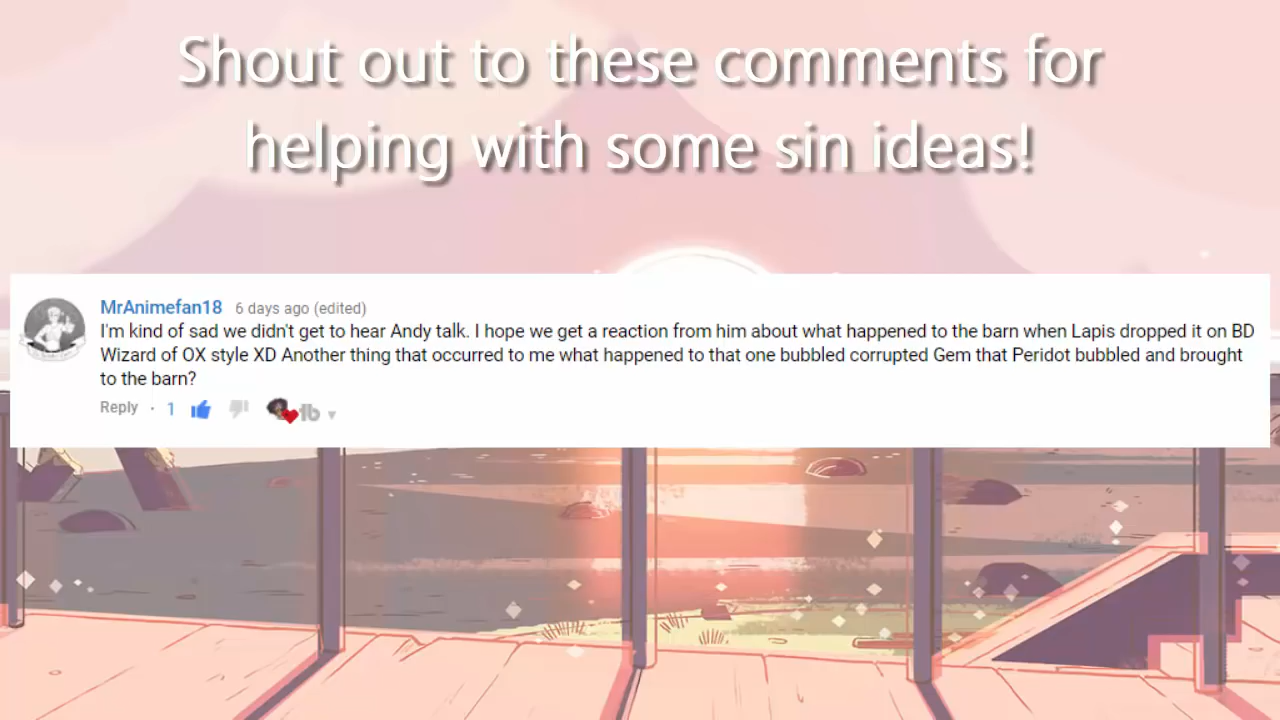 Shout out to these comments for
helping with some sin ideas!
MrAnimefan18 6 days ago (edited)
I'm kind of sad we didn't get to hear Andy talk. I hope we get a reaction from him about what happened to the barn when Lapis dropped it on BD
Wizard of OX style XD Another thing that occurred to me what happened to that one bubbled corrupted Gem that Peridot bubbled and brought
to the barn?
Reply · 1